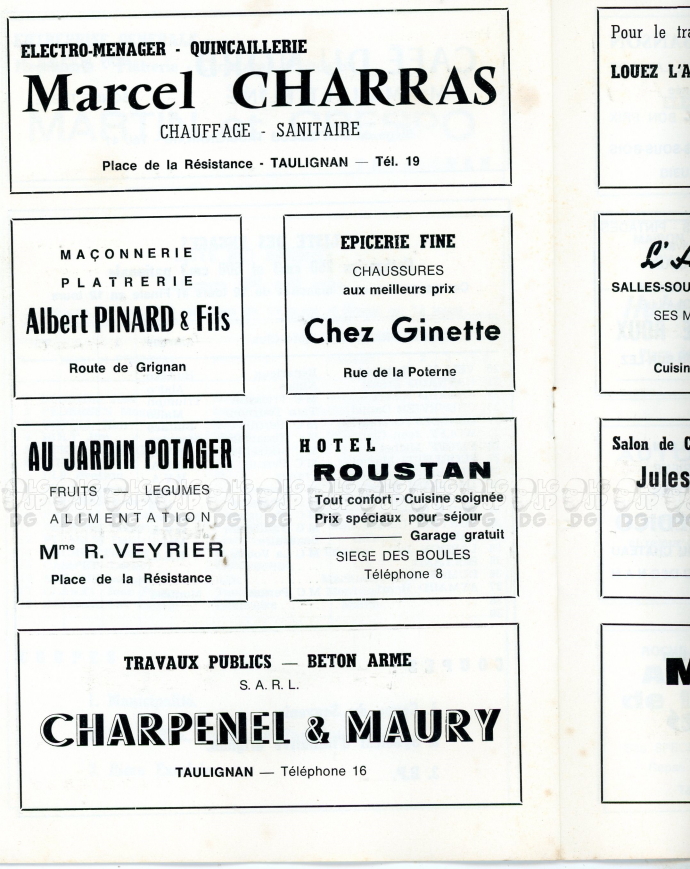 ELECTRO-MENAGER - QUINCAILLERIE
Marcel CHARRAS
CHAUFFAGE - SANITAIRE
Place de la Résistance - TAULIGNAN — Tél. 19
MAÇONNERIE
PLATRERIE
Albert PINARD & Fils
Route de Grignan
EPICERIE FINE
CHAUSSURES
aux meilleurs prix
Chez Ginette
Rue de la Poterne
AU JARDIN POTAGER
FRUITS — LEGUMES
ALIMENTATION
Mme R. VEYRIER
Place de la Résistance
HOTEL
ROUSTAN
Tout confort - Cuisine soignée
Prix spéciaux pour séjour
Garage gratuit
SIEGE DES BOULES
Téléphone 8
TRAVAUX PUBLICS — BETON ARME
S. A. R. L.
CHARPENEL & MAURY
TAULIGNAN — Téléphone 16
Pour le
LOUEZ
SALLES-SOU
SES
Cuisin
Salon de
Jules